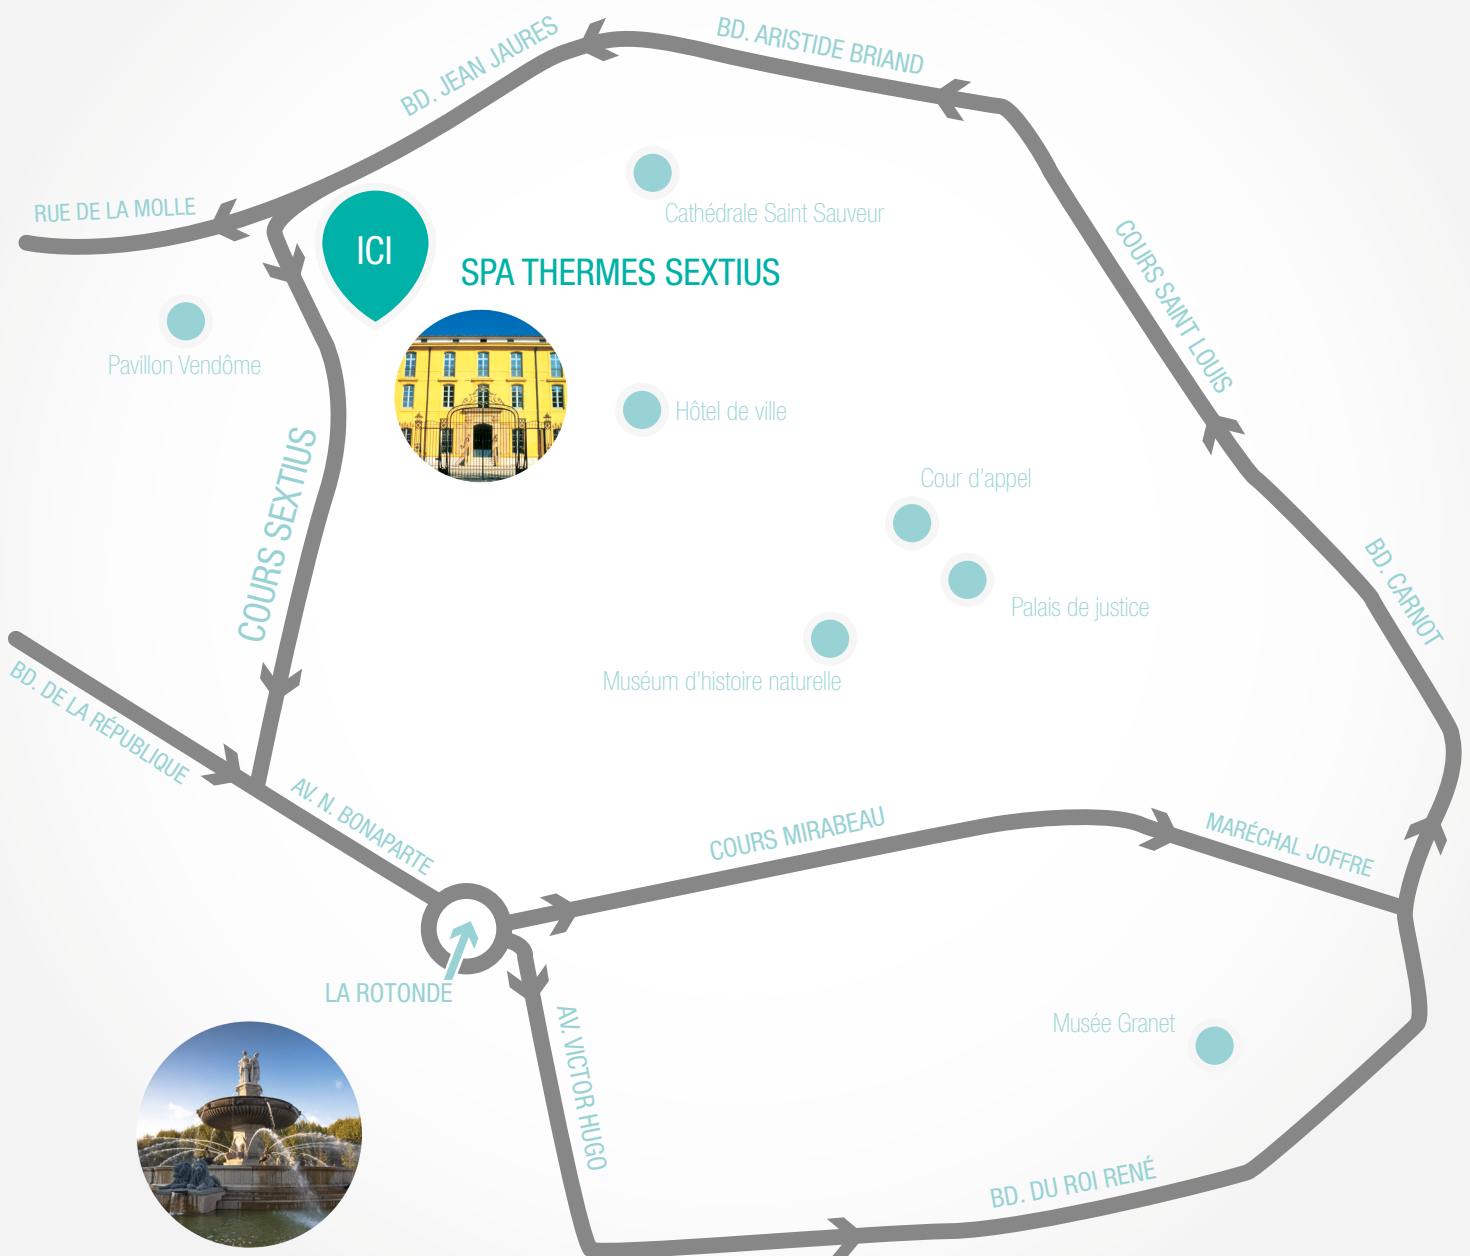 BD. JEAN JAURES
BD. ARISTIDE BRIAND
RUE DE LA MOLLE
Cathédrale Saint Sauveur
ICI
SPA THERMES SEXTIUS
COURS SAINT LOUIS
Pavillon Vendôme
Hôtel de ville
COURS SEXTIUS
Cour d'appel
BD. CARNOT
Palais de justice
Muséum d'histoire naturelle
BD. DE LA RÉPUBLIQUE
AV. N. BONAPARTE
COURS MIRABEAU
MARÉCHAL JOFFRE
LA ROTONDE
Musée Granet
AV. VICTOR HUGO
BD. DU ROI RENÉ